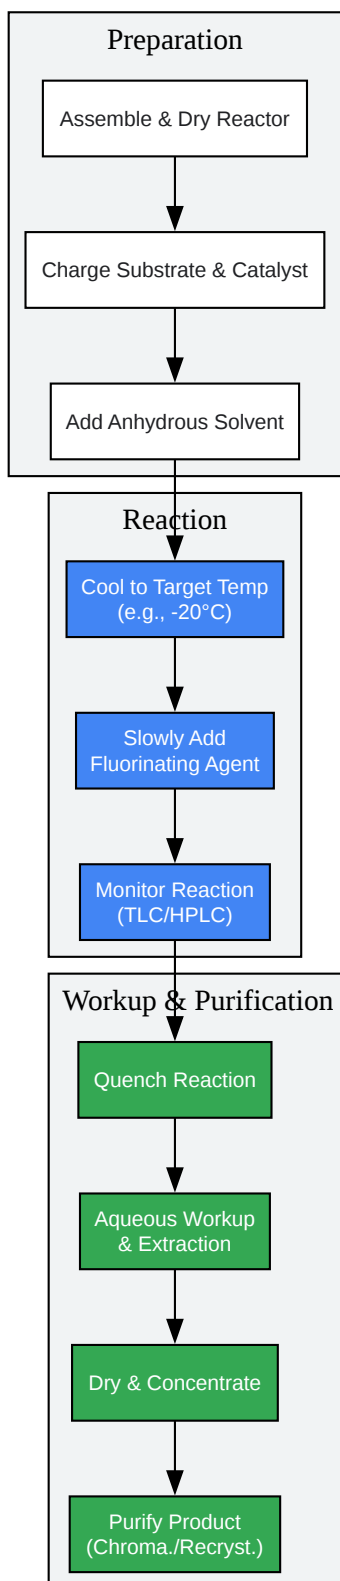 Preparation
Assemble & Dry Reactor
Charge Substrate & Catalyst
Add Anhydrous Solvent
Reaction
Cool to Target Temp
(e.g., -20°C)
Slowly Add
Fluorinating Agent
Monitor Reaction
(TLC/HPLC)
Workup & Purification
Quench Reaction
Aqueous Workup
& Extraction
Dry & Concentrate
Purify Product
(Chroma./Recryst.)